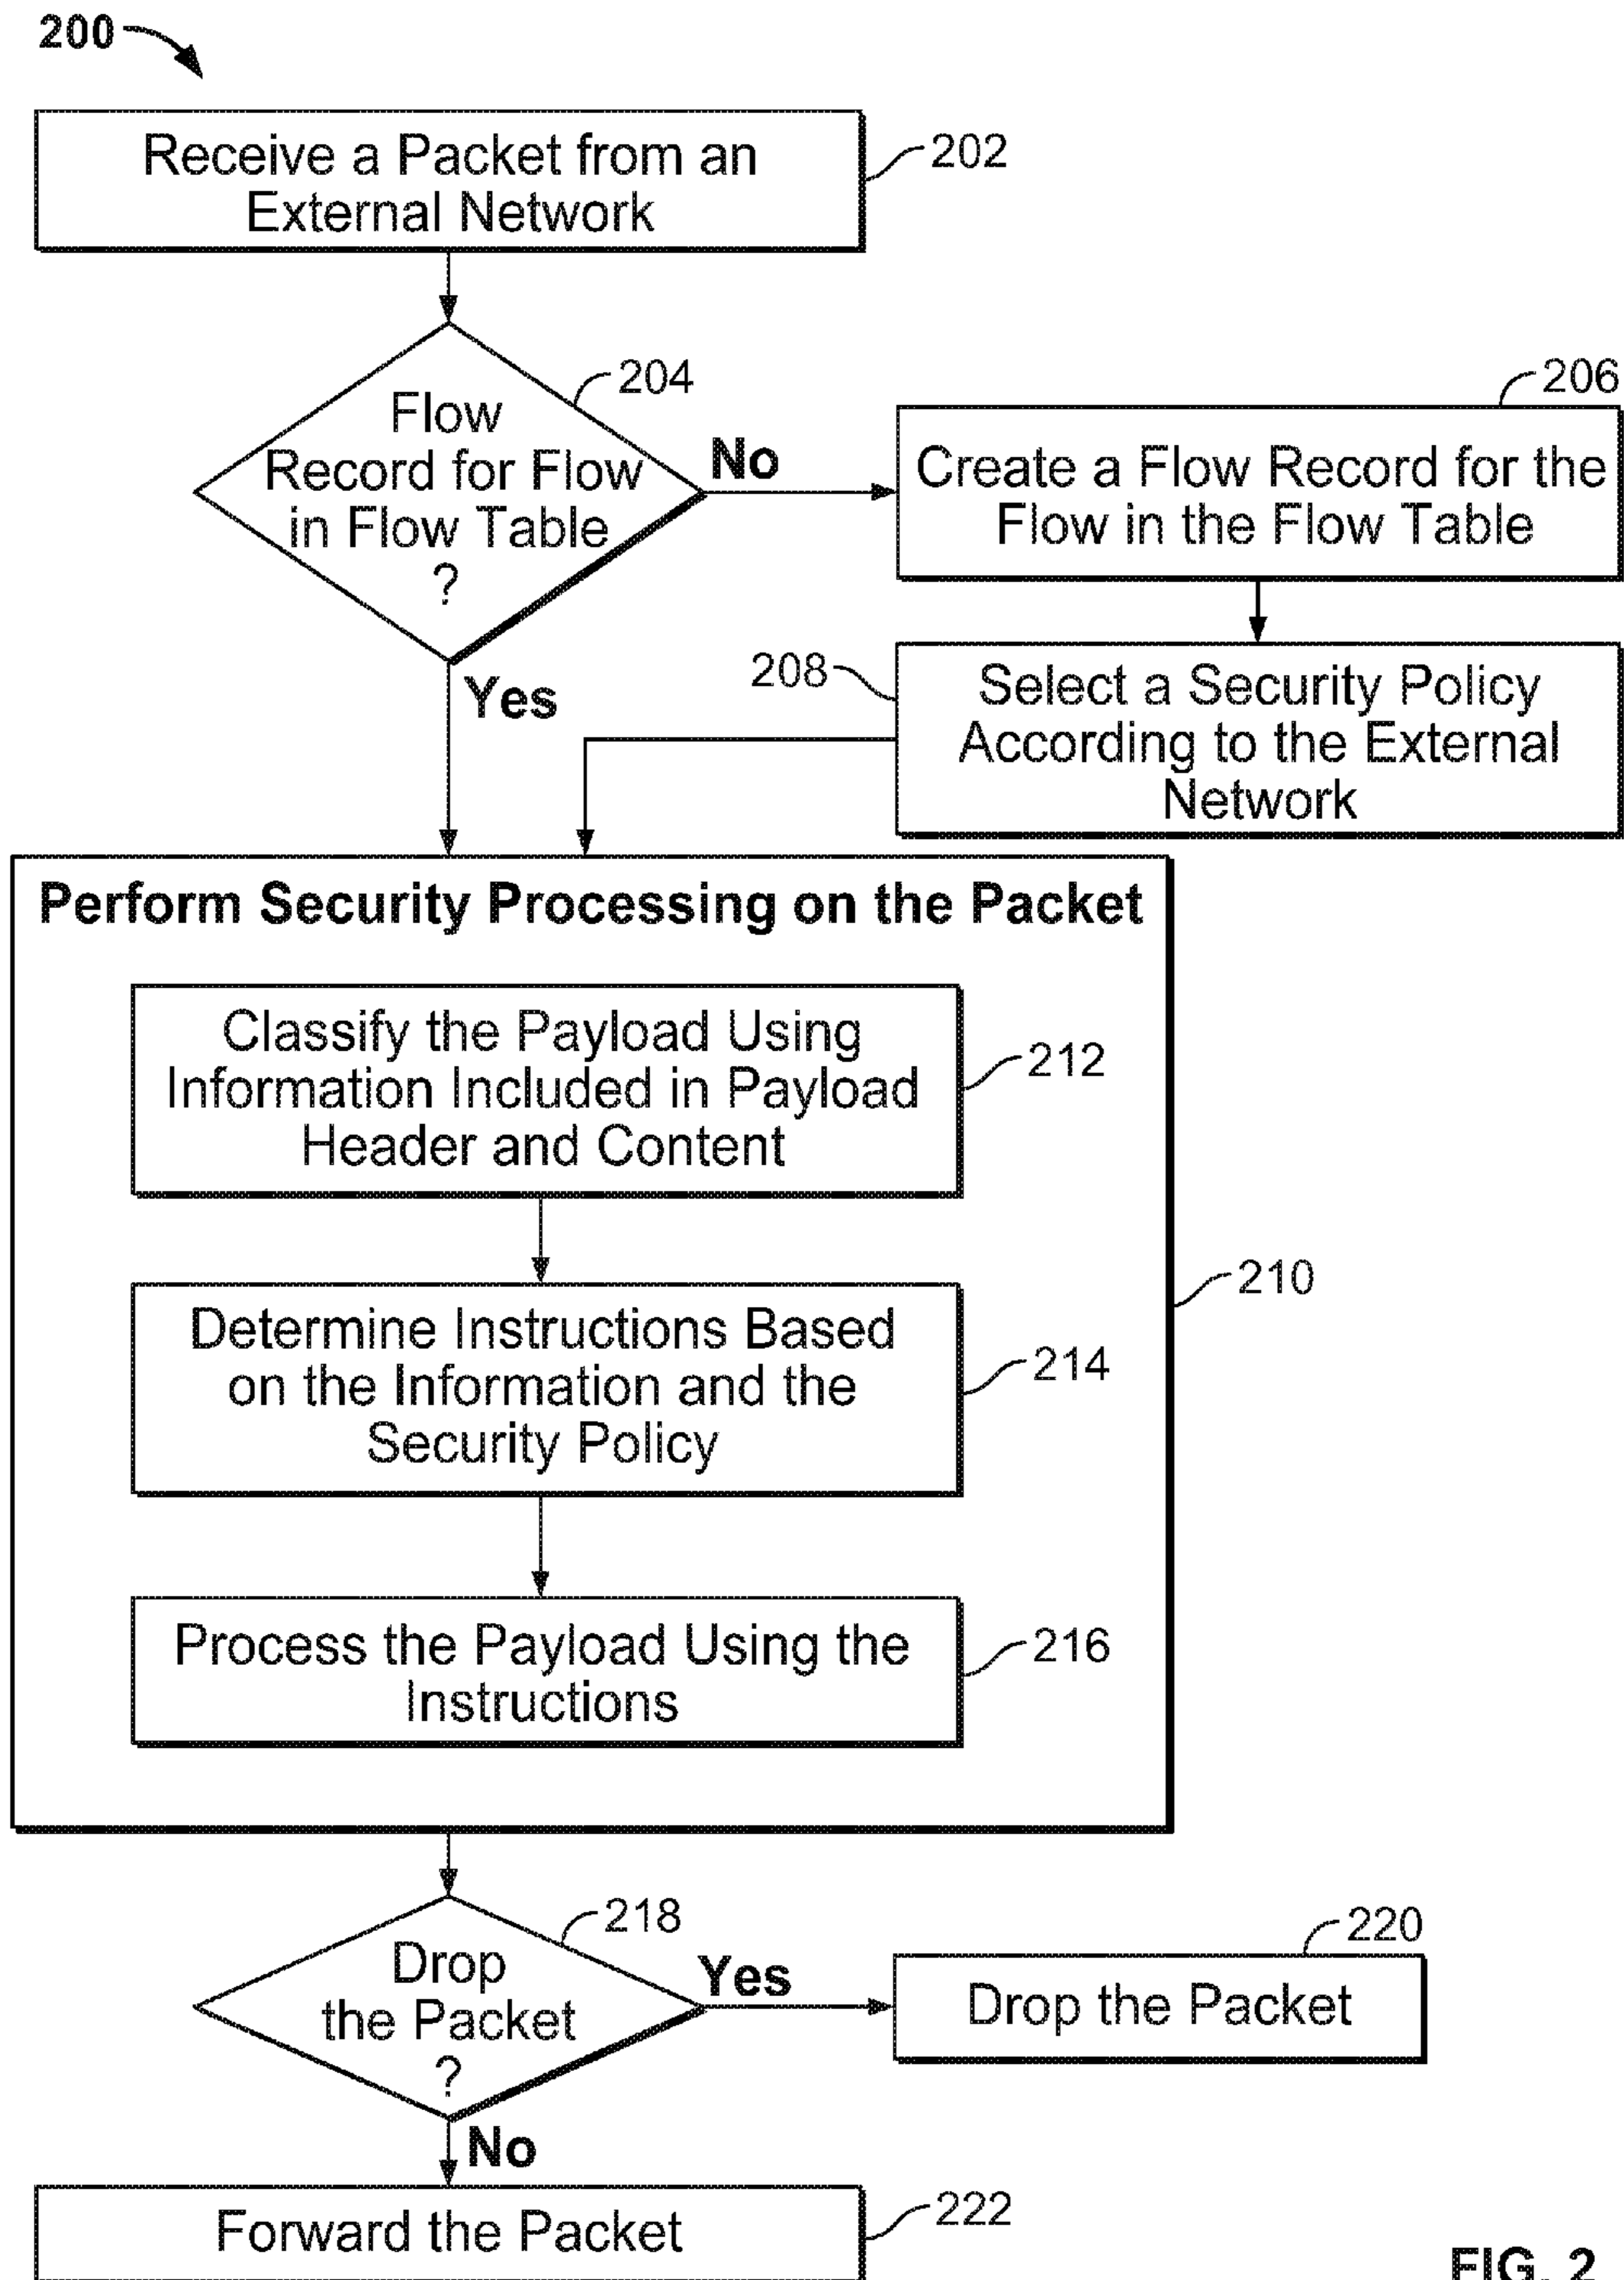 200
Receive a Packet from an
External Network
202
204
Flow
Record for Flow
in Flow Table
?
No
206
Create a Flow Record for the
Flow in the Flow Table
Yes
208
Select a Security Policy
According to the External
Network
Perform Security Processing on the Packet
Classify the Payload Using
Information Included in Payload
Header and Content
212
210
Determine Instructions Based
on the Information and the
Security Policy
214
Process the Payload Using the
Instructions
216
218
Drop
the Packet
?
Yes
220
Drop the Packet
No
Forward the Packet
222
FIG. 2